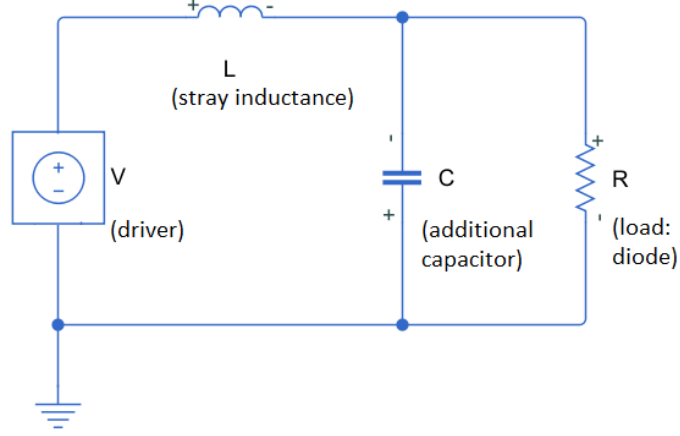 + -
L
(stray inductance)
-
+
+
-
V
(driver)
C
+
(additional
capacitor)
+
R
-
(load:
diode)